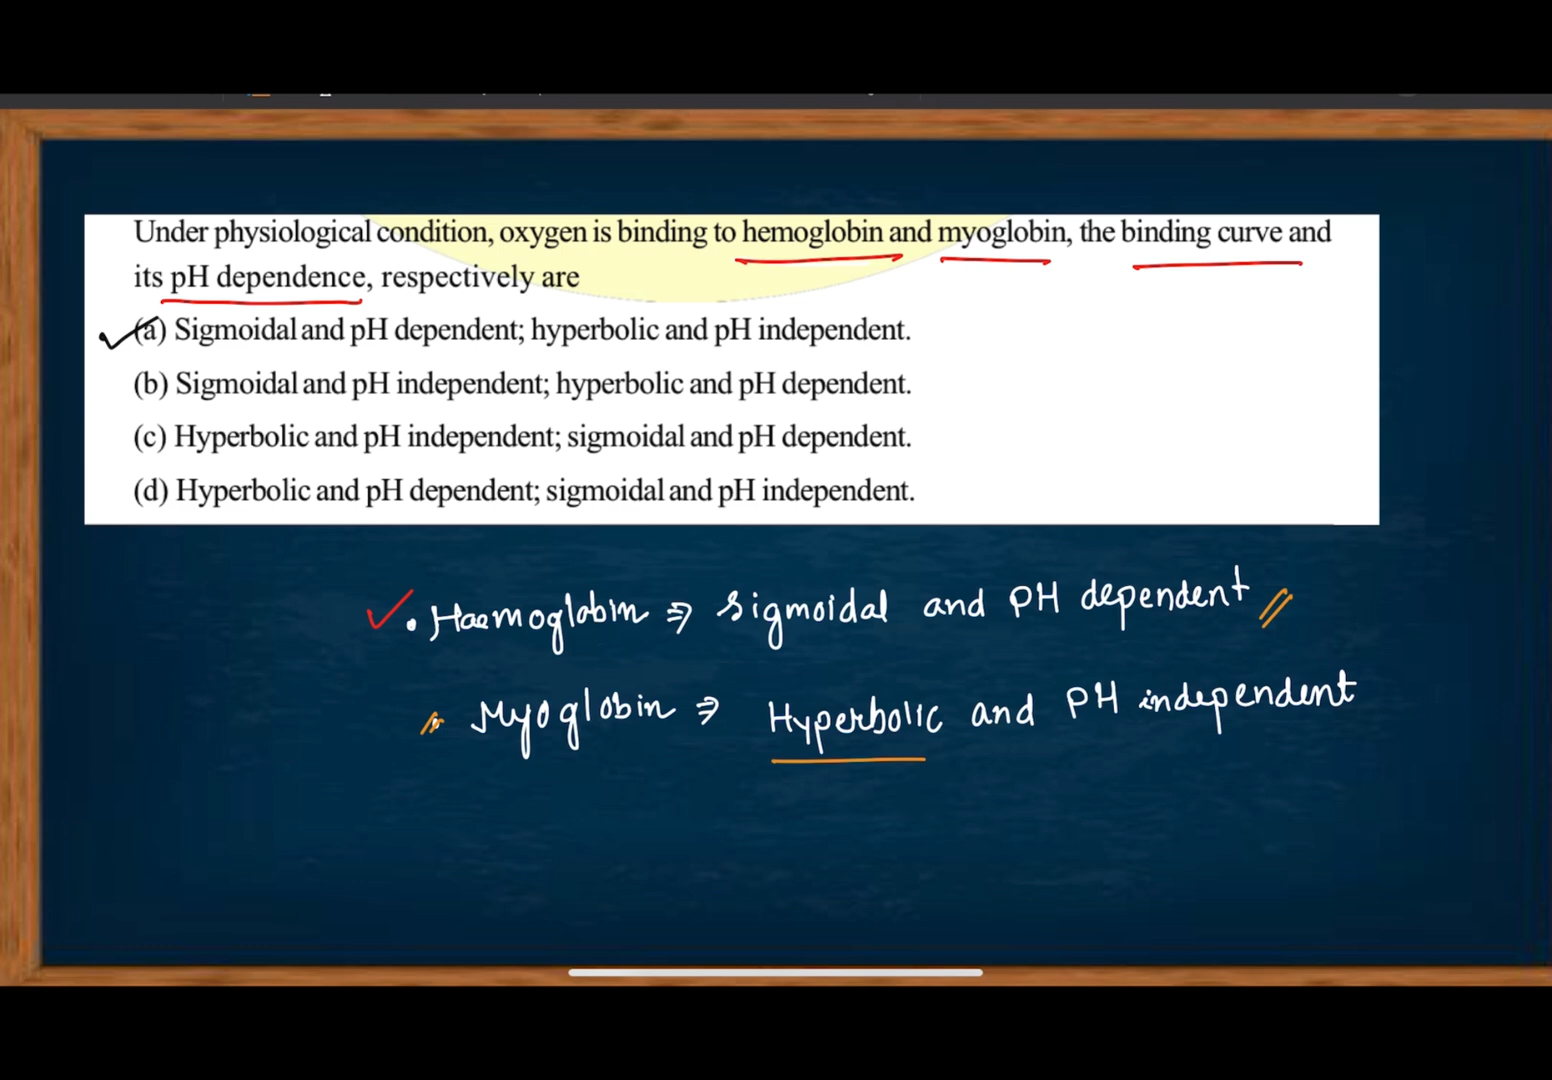 Under physiological condition, oxygen is binding to hemoglobin and myoglobin, the binding curve and
its pH dependence, respectively are
(a) Sigmoidal and pH dependent; hyperbolic and pH independent.
(b) Sigmoidal and pH independent; hyperbolic and pH dependent.
(c) Hyperbolic and pH independent; sigmoidal and pH dependent.
(d) Hyperbolic and pH dependent; sigmoidal and pH independent.
✓ • Haemoglobin ⇒ Sigmoidal and PH dependent //
Myoglobin ⇒ Hyperbolic and PH independent